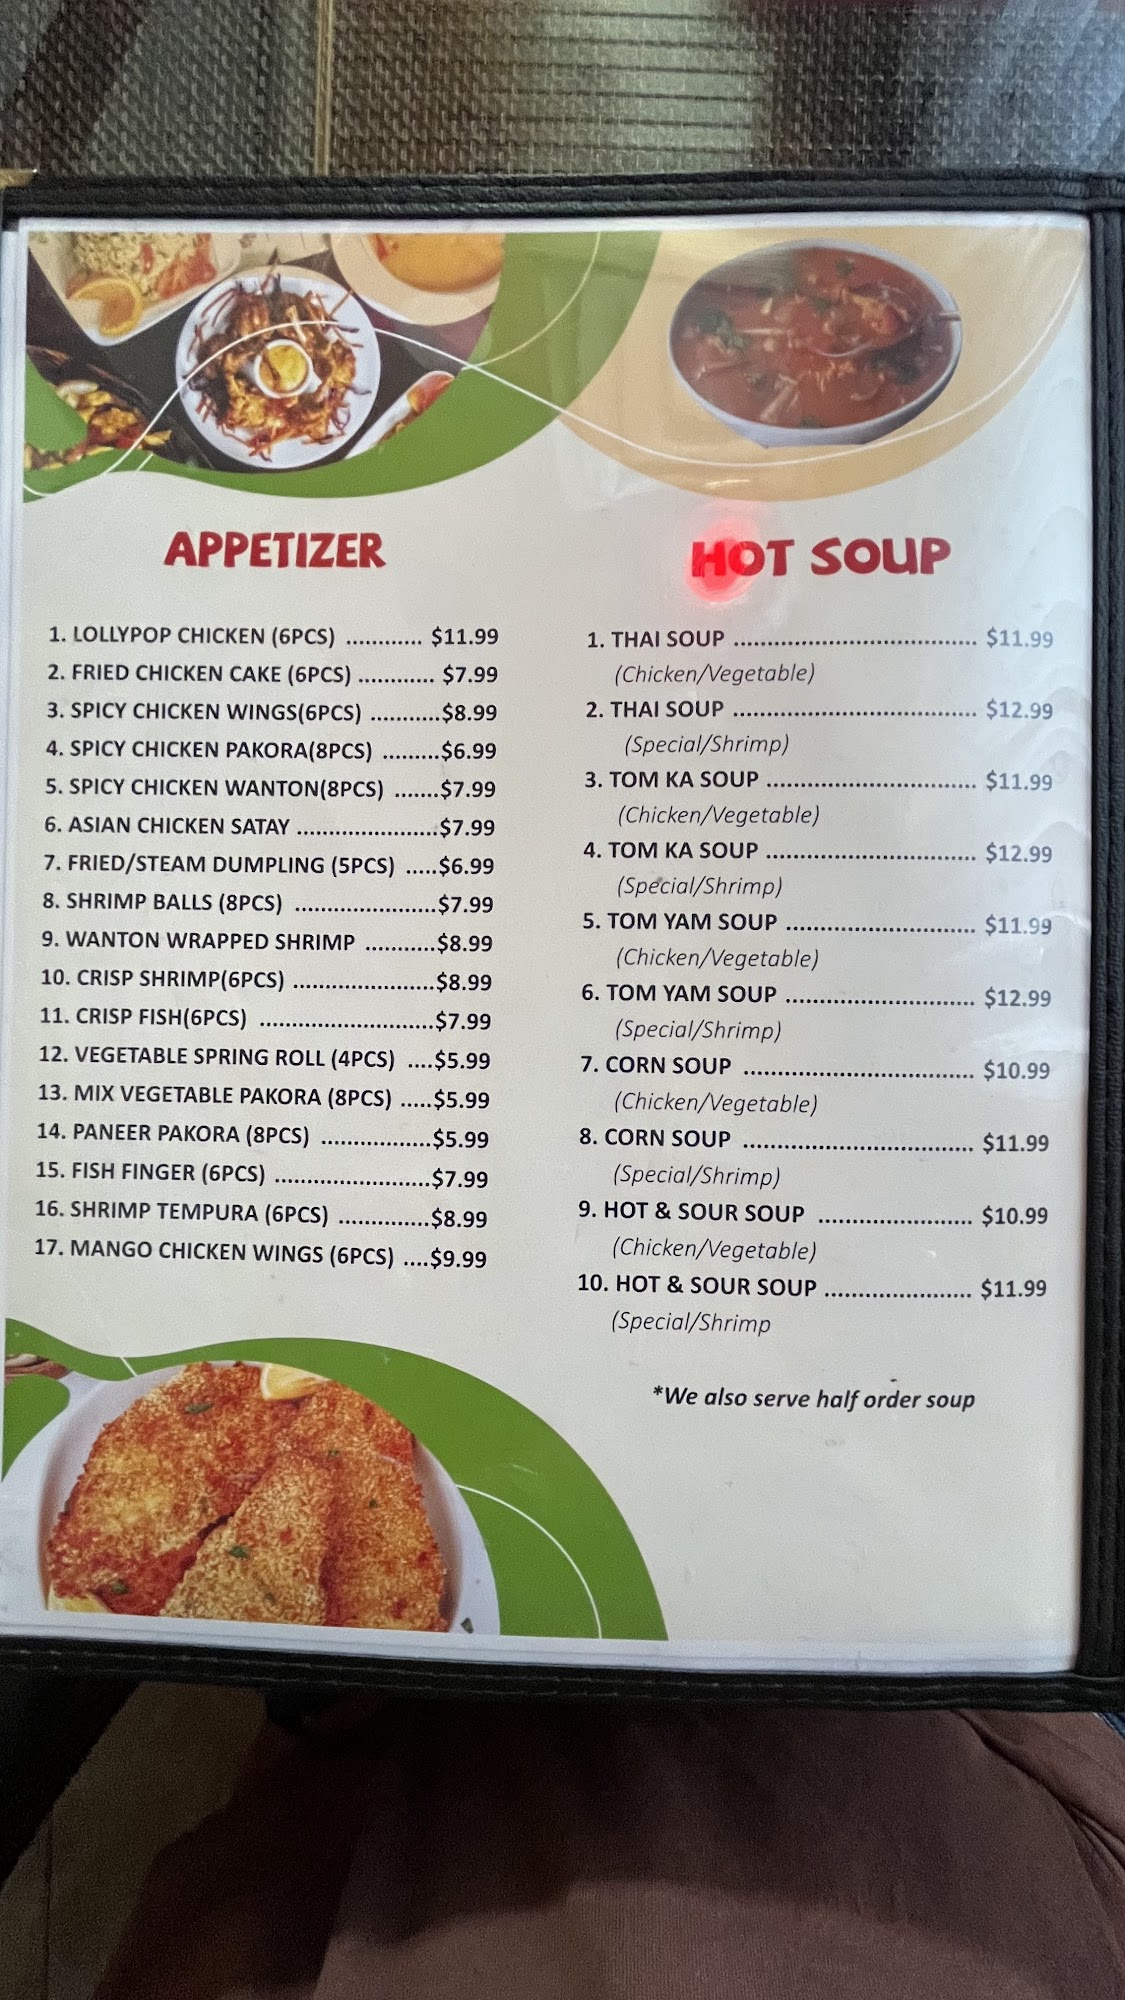 APPETIZER
1. LOLLYPOP CHICKEN (6PCS) ............ $11.99
2. FRIED CHICKEN CAKE (6PCS) ............ $7.99
3. SPICY CHICKEN WINGS(6PCS) ...........$8.99
4. SPICY CHICKEN PAKORA(8PCS) .........$6.99
5. SPICY CHICKEN WANTON(8PCS) .......$7.99
6. ASIAN CHICKEN SATAY ......................$7.99
7. FRIED/STEAM DUMPLING (5PCS) .....$6.99
8. SHRIMP BALLS (8PCS) ......................$7.99
9. WANTON WRAPPED SHRIMP ...........$8.99
10. CRISP SHRIMP(6PCS) ......................$8.99
11. CRISP FISH(6PCS) ...........................$7.99
12. VEGETABLE SPRING ROLL (4PCS) ....$5.99
13. MIX VEGETABLE PAKORA (8PCS) .....$5.99
14. PANEER PAKORA (8PCS) .................$5.99
15. FISH FINGER (6PCS) ........................$7.99
16. SHRIMP TEMPURA (6PCS) ..............$8.99
17. MANGO CHICKEN WINGS (6PCS) ....$9.99
HOT SOUP
1. THAI SOUP ...................................... $11.99
(Chicken/Vegetable)
2. THAI SOUP ...................................... $12.99
(Special/Shrimp)
3. TOM KA SOUP ................................. $11.99
(Chicken/Vegetable)
4. TOM KA SOUP ................................. $12.99
(Special/Shrimp)
5. TOM YAM SOUP .............................. $11.99
(Chicken/Vegetable)
6. TOM YAM SOUP .............................. $12.99
(Special/Shrimp)
7. CORN SOUP .................................... $10.99
(Chicken/Vegetable)
8. CORN SOUP .................................... $11.99
(Special/Shrimp)
9. HOT & SOUR SOUP ........................ $10.99
(Chicken/Vegetable)
10. HOT & SOUR SOUP ....................... $11.99
(Special/Shrimp
*We also serve half order soup